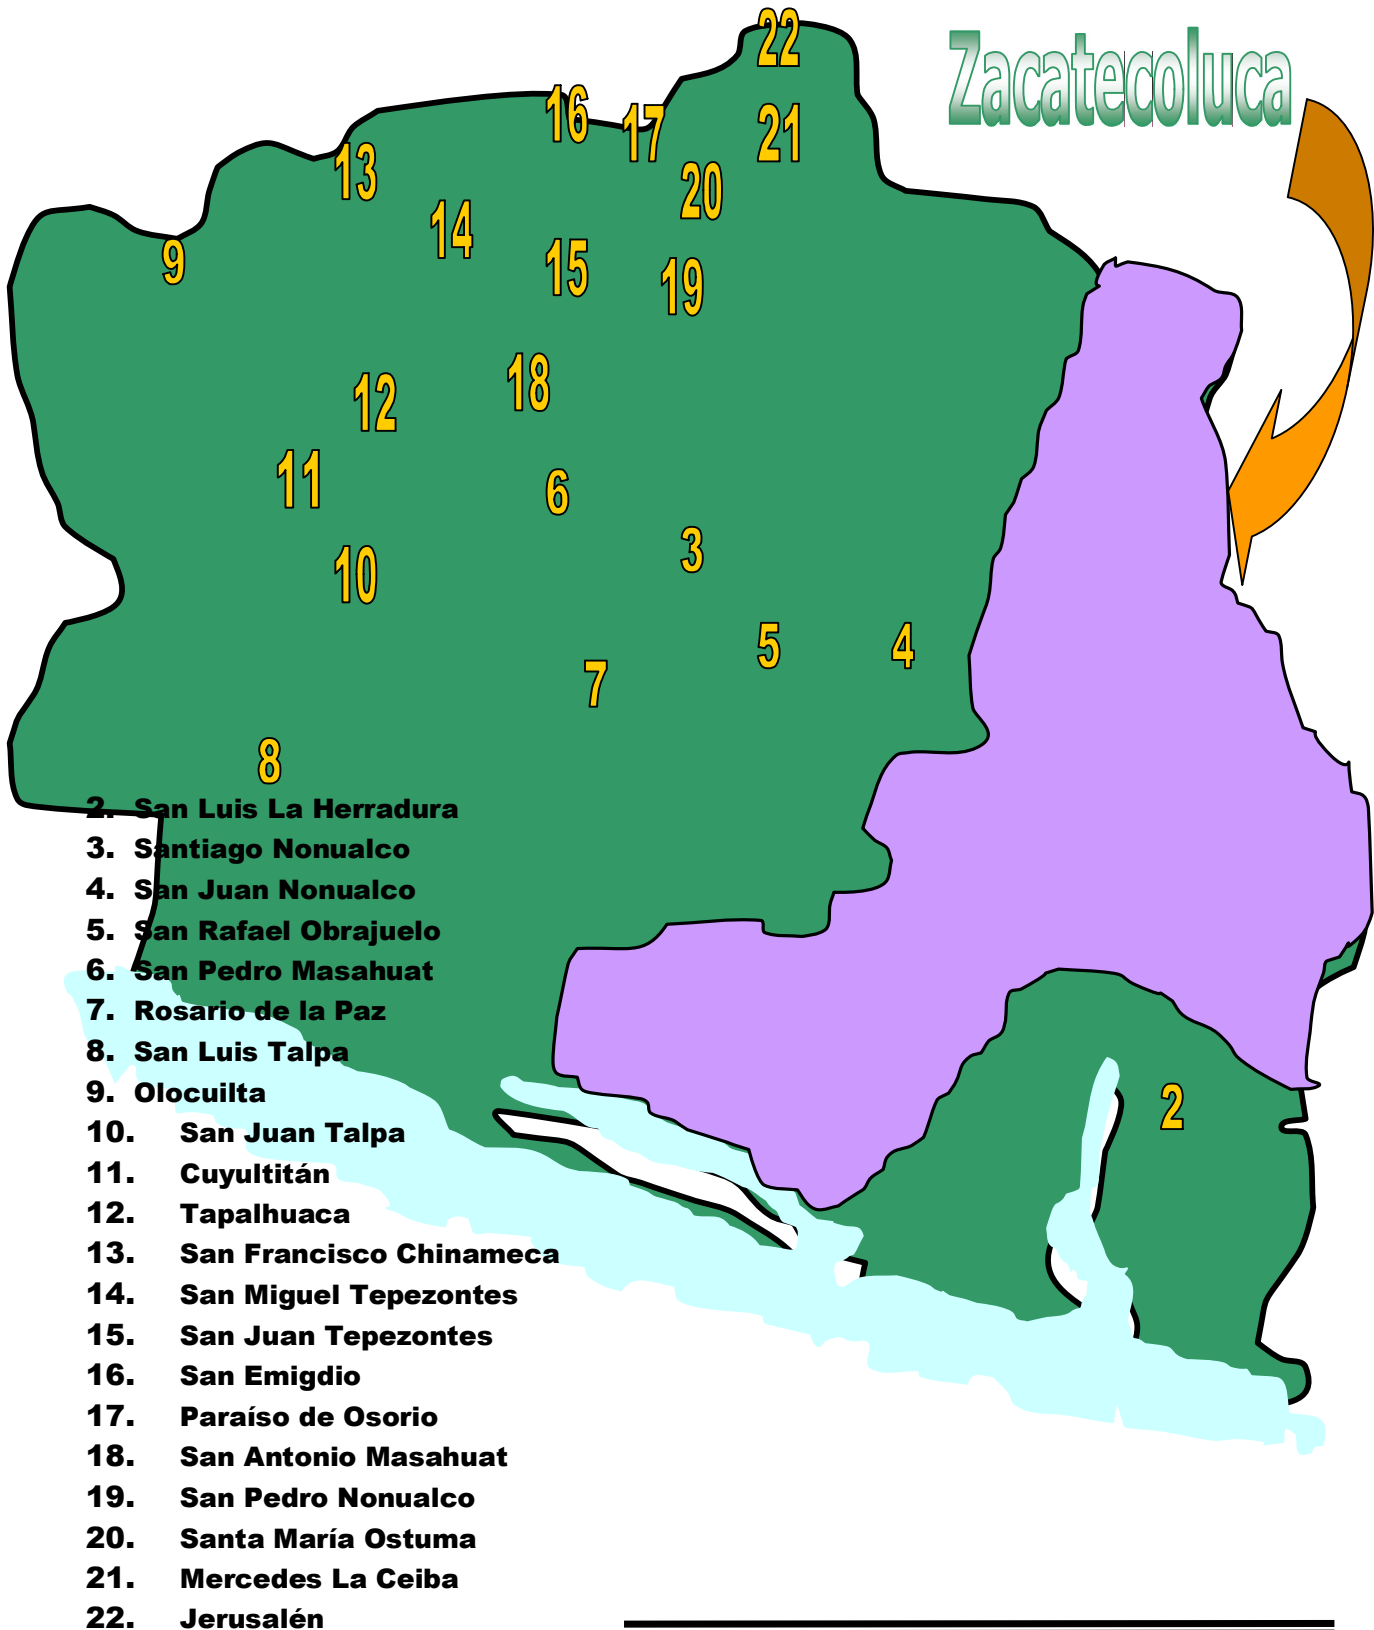 22
Zacatecoluca
16
17
21
13
20
14
15
9
19
18
12
11
6
3
10
5
4
7
8
2. San Luis La Herradura
3. Santiago Nonualco
4. San Juan Nonualco
5. San Rafael Obrajuelo
6. San Pedro Masahuat
7. Rosario de la Paz
8. San Luis Talpa
9. Olocuilta
2
10. San Juan Talpa
11. Cuyultitán
12. Tapalhuaca
13. San Francisco Chinameca
14. San Miguel Tepezontes
15. San Juan Tepezontes
16. San Emigdio
17. Paraíso de Osorio
18. San Antonio Masahuat
19. San Pedro Nonualco
20. Santa María Ostuma
21. Mercedes La Ceiba
22. Jerusalén